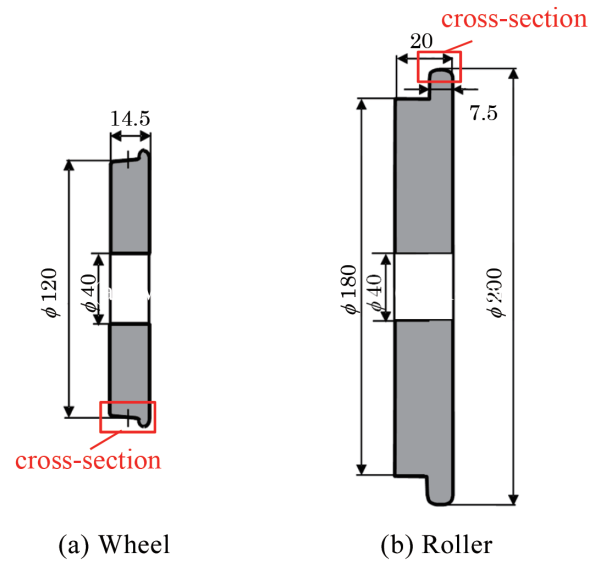 cross-section
20
14.5
7.5
ϕ120
ϕ40
ϕ180
ϕ40
ϕ200
cross-section
(a) Wheel
(b) Roller